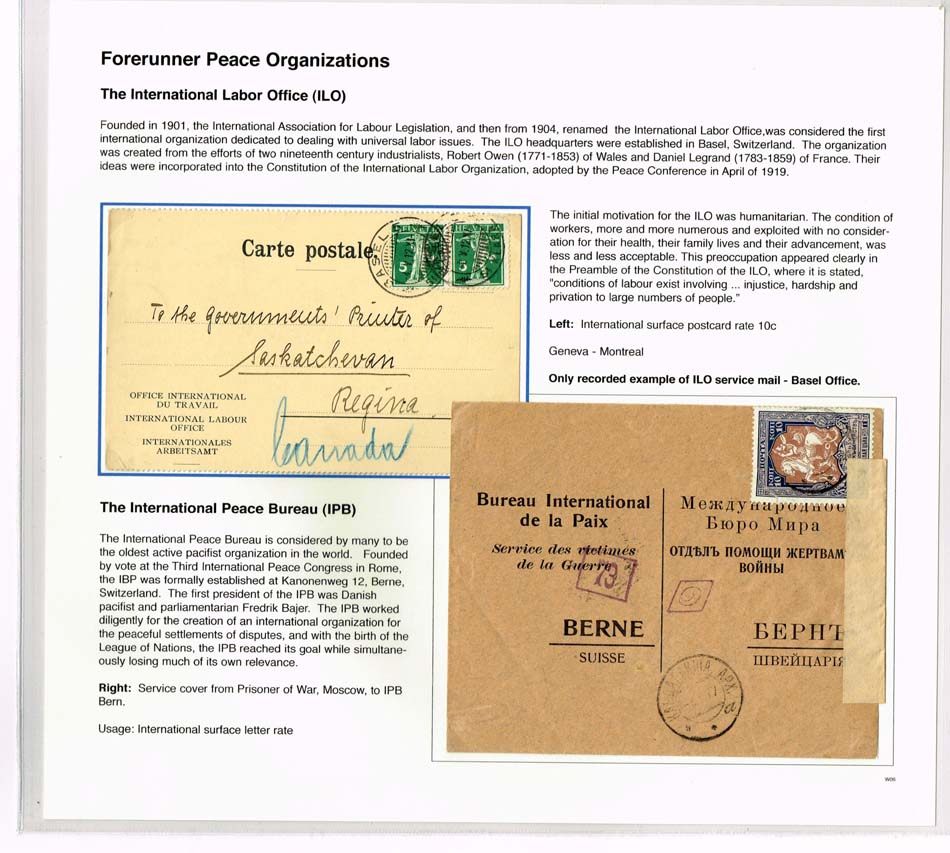 Forerunner Peace Organizations
The International Labor Office (ILO)
Founded in 1901, the International Association for Labour Legislation, and then from 1904, renamed the International Labor Office,was considered the first
international organization dedicated to dealing with universal labor issues. The ILO headquarters were established in Basel, Switzerland. The organization
was created from the efforts of two nineteenth century industrialists, Robert Owen (1771-1853) of Wales and Daniel Legrand (1783-1859) of France. Their
ideas were incorporated into the Constitution of the International Labor Organization, adopted by the Peace Conference in April of 1919.
Carte postale.
BASEL
HELVETIA
5
5
To the governments' Printer of
Saskatchevan
Regina.
Canada
OFFICE INTERNATIONAL
DU TRAVAIL
INTERNATIONAL LABOUR
OFFICE
INTERNATIONALES
ARBEITSAMT
The initial motivation for the ILO was humanitarian. The condition of
workers, more and more numerous and exploited with no consider-
ation for their health, their family lives and their advancement, was
less and less acceptable. This preoccupation appeared clearly in
the Preamble of the Constitution of the ILO, where it is stated,
"conditions of labour exist involving ... injustice, hardship and
privation to large numbers of people."
Left: International surface postcard rate 10c
Geneva - Montreal
Only recorded example of ILO service mail - Basel Office.
The International Peace Bureau (IPB)
The International Peace Bureau is considered by many to be
the oldest active pacifist organization in the world. Founded
by vote at the Third International Peace Congress in Rome,
the IBP was formally established at Kanonenweg 12, Berne,
Switzerland. The first president of the IPB was Danish
pacifist and parliamentarian Fredrik Bajer. The IPB worked
diligently for the creation of an international organization for
the peaceful settlements of disputes, and with the birth of the
League of Nations, the IPB reached its goal while simultane-
ously losing much of its own relevance.
Right: Service cover from Prisoner of War, Moscow, to IPB
Bern.
Usage: International surface letter rate
Bureau International
de la Paix
Service des victimes
de la Guerre
13
BERNE
SUISSE
ПОЧТА
10 КОП
10 КОП
Международное
Бюро Мира
ОТДѢЛЪ ПОМОЩИ ЖЕРТВАМ
ВОЙНЫ
БЕРНЪ
ШВЕЙЦАРІЯ
W06